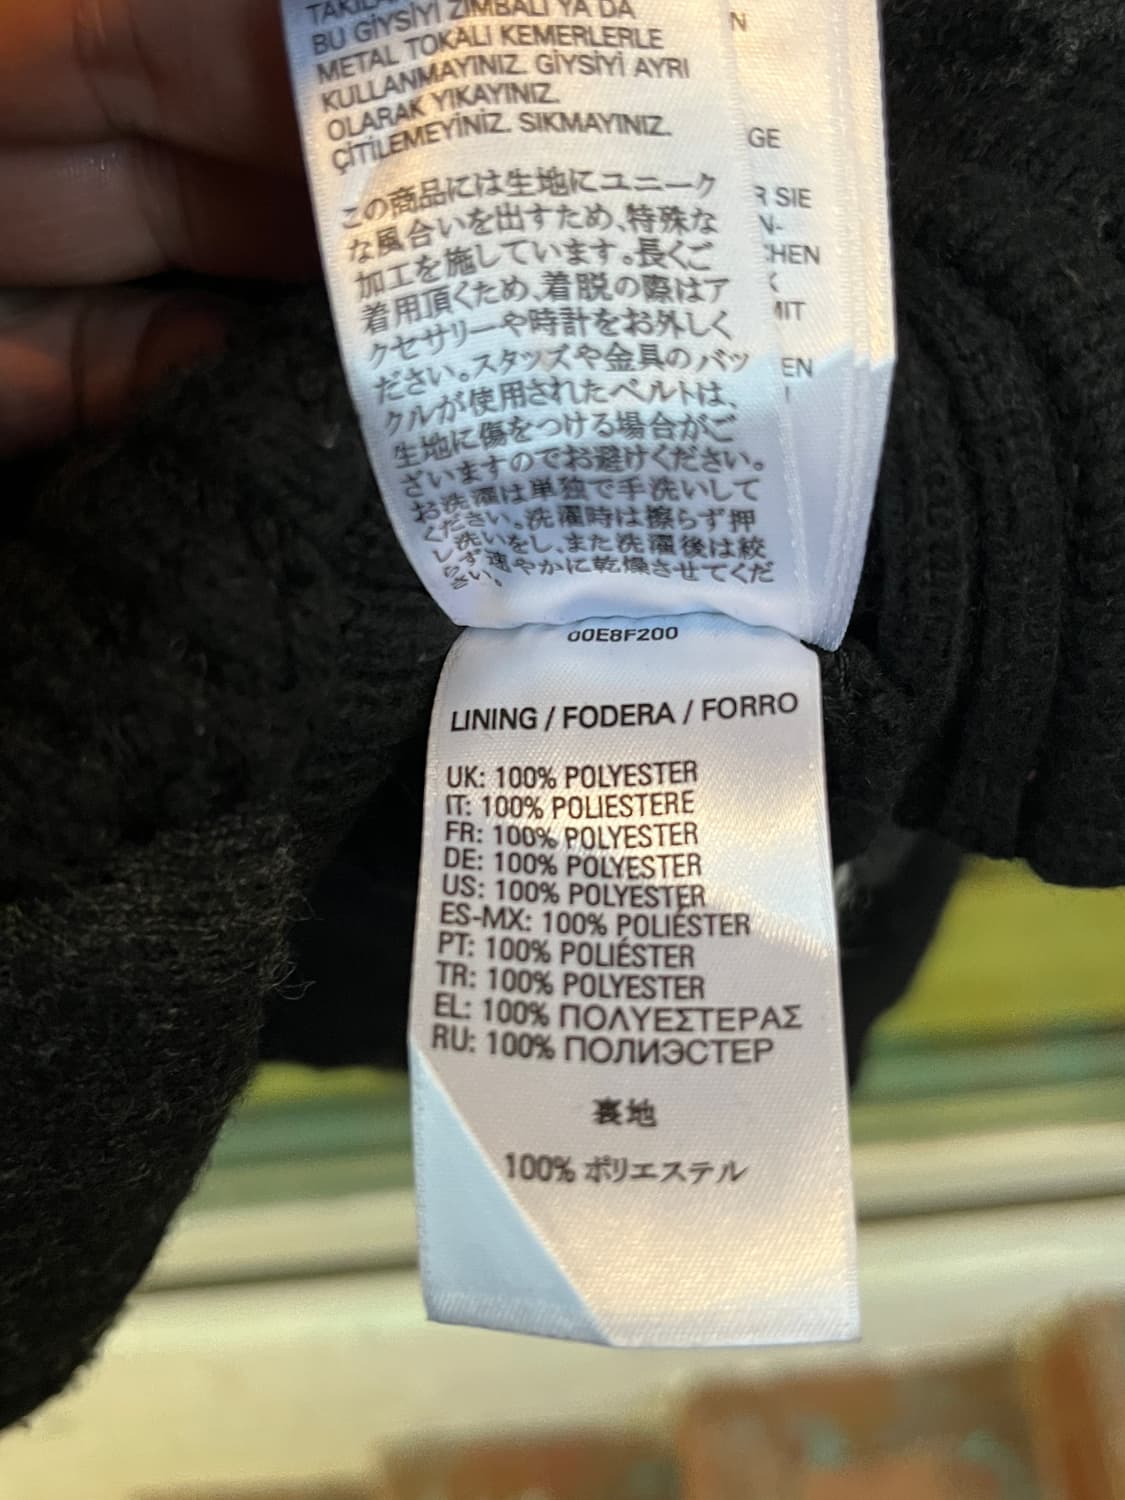 BU GİYSİYİ ZIMBALI YA DA
METAL TOKALI KEMERLERLE
KULLANMAYINIZ. GİYSİYİ AYRI
OLARAK YIKAYINIZ.
ÇİTİLEMEYİNİZ. SIKMAYINIZ.
この商品には生地にユニーク
な風合いを出すため、特殊な
加工を施しています。長くご
着用頂くため、着脱の際はア
クセサリーや時計をお外しく
ださい。スタッズや金具のバッ
クルが使用されたベルトは、
生地に傷をつける場合がご
ざいますのでお避けください。
お洗濯は単独で手洗いして
ください。洗濯時は擦らず押
し洗いをし、また洗濯後は絞
らず速やかに乾燥させてくだ
さい。
N
GE
R SIE
N-
CHEN
MIT
EN
00E8F200
LINING / FODERA / FORRO
UK: 100% POLYESTER
IT: 100% POLIESTERE
FR: 100% POLYESTER
DE: 100% POLYESTER
US: 100% POLYESTER
ES-MX: 100% POLIÉSTER
PT: 100% POLIÉSTER
TR: 100% POLYESTER
EL: 100% ΠΟΛΥΕΣΤΕΡΑΣ
RU: 100% ПОЛИЭСТЕР
裏地
100% ポリエステル